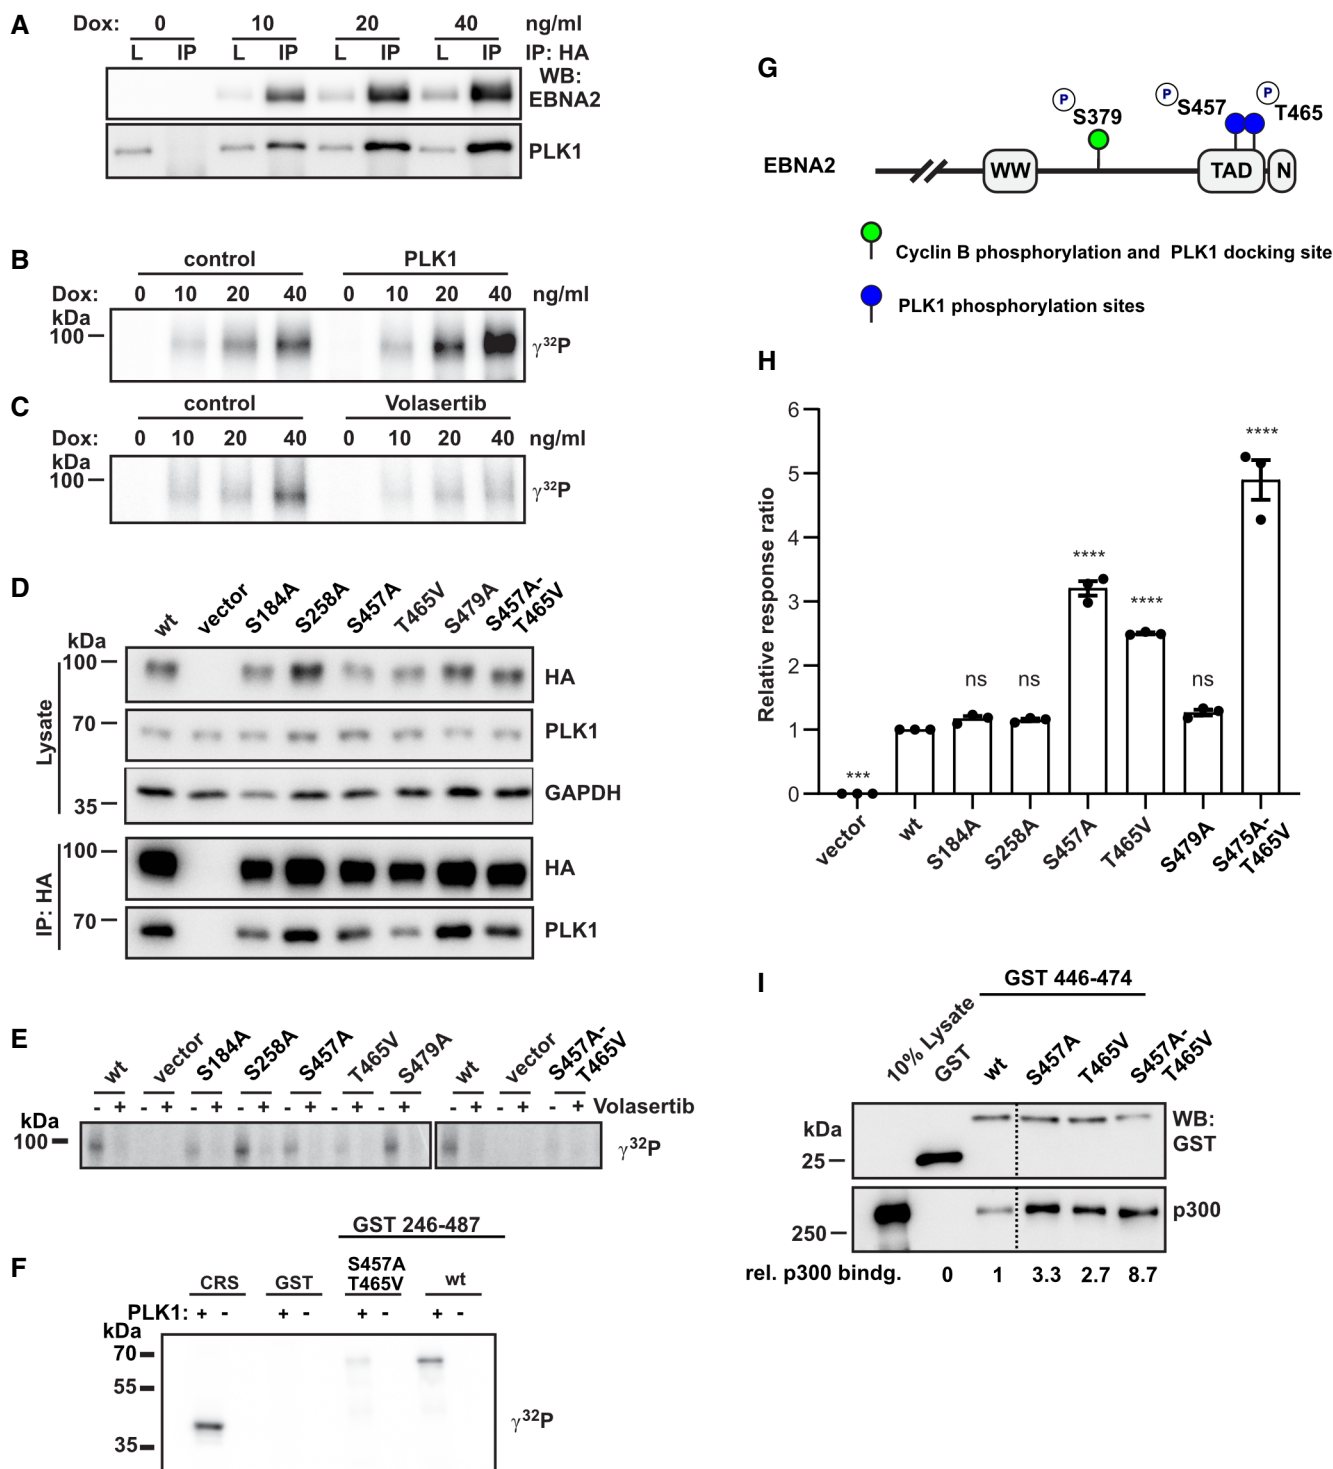 A
Dox: 0 10 20 40 ng/ml
L IP L IP L IP L IP IP: HA
WB:
EBNA2
PLK1
B
control PLK1
Dox: 0 10 20 40 0 10 20 40 ng/ml
kDa
100
γ32P
C
control Volasertib
Dox: 0 10 20 40 0 10 20 40 ng/ml
kDa
100
γ32P
D
wt vector S184A S258A S457A T465V S479A S457A-
T465V
kDa
Lysate
100 HA
70 PLK1
35 GAPDH
IP: HA
100 HA
70 PLK1
E
wt vector S184A S258A S457A T465V S479A wt vector S457A-
T465V
- + - + - + - + - + - + - + - + - + - + Volasertib
kDa
100
γ32P
F
GST 246-487
CRS GST S457A
T465V wt
PLK1: + - + - + - + -
kDa
70
55
35
γ32P
G
P S379 P S457 P T465
EBNA2 WW TAD N
Cyclin B phosphorylation and PLK1 docking site
PLK1 phosphorylation sites
H
Relative response ratio
6
5
4
3
2
1
0
*** ns ns **** **** ns ****
vector wt S184A S258A S457A T465V S479A S475A-
T465V
I
GST 446-474
10% Lysate GST wt S457A T465V S457A-
T465V
kDa
25
WB:
GST
250
p300
rel. p300 bindg. 0 1 3.3 2.7 8.7